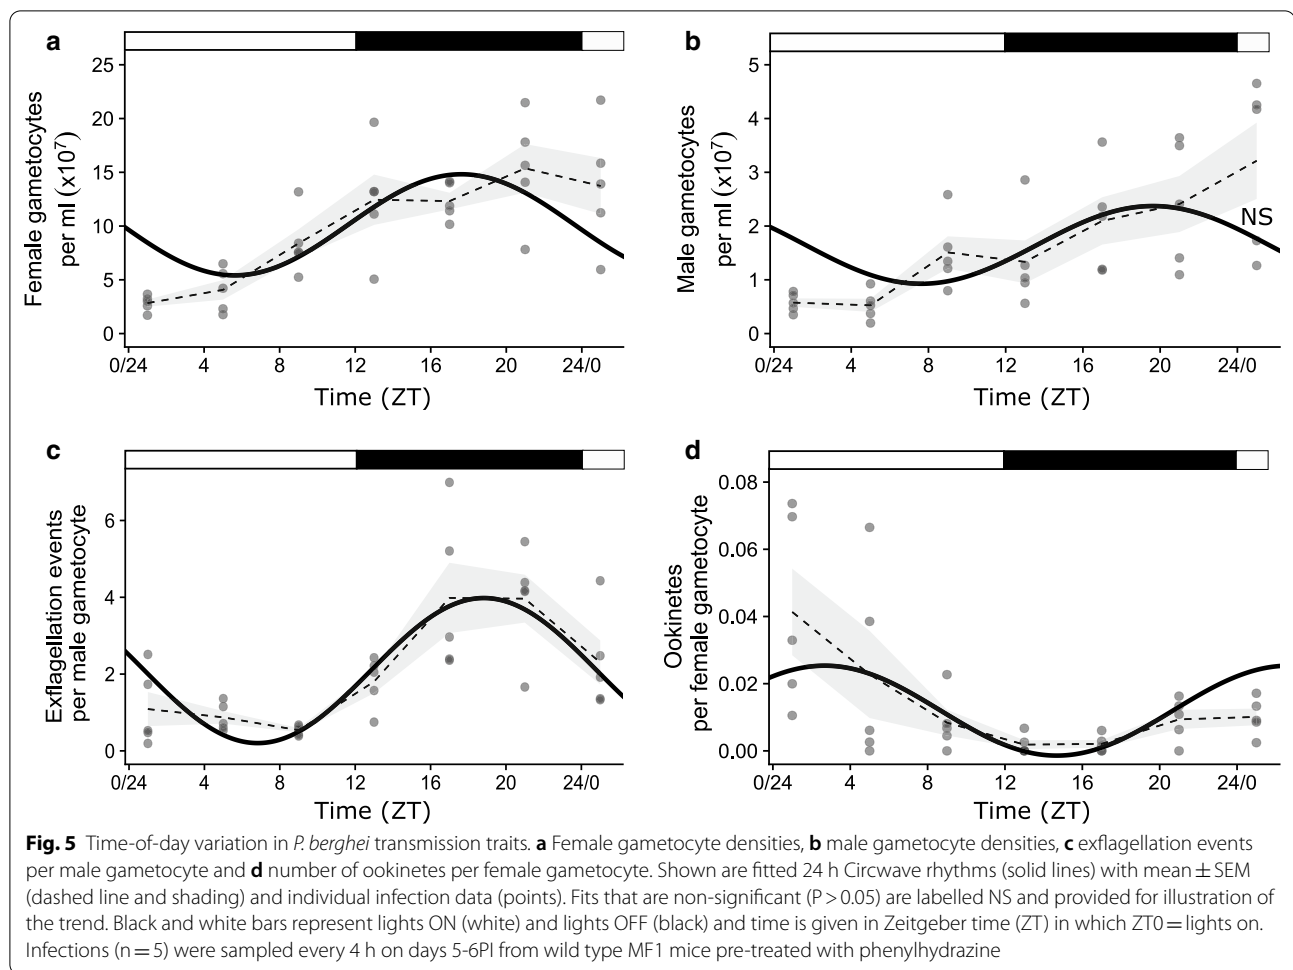 a
25
20
15
10
5
0
Female gametocytes
per ml (x10⁷)
0/24 4 8 12 16 20 24/0
Time (ZT)
b
5
4
3
2
1
0
Male gametocytes
per ml (x10⁷)
NS
0/24 4 8 12 16 20 24/0
Time (ZT)
c
6
4
2
0
Exflagellation events
per male gametocyte
0/24 4 8 12 16 20 24/0
Time (ZT)
d
0.08
0.06
0.04
0.02
0.00
Ookinetes
per female gametocyte
0/24 4 8 12 16 20 24/0
Time (ZT)
Fig. 5 Time-of-day variation in P. berghei transmission traits. a Female gametocyte densities, b male gametocyte densities, c exflagellation events
per male gametocyte and d number of ookinetes per female gametocyte. Shown are fitted 24 h Circwave rhythms (solid lines) with mean ± SEM
(dashed line and shading) and individual infection data (points). Fits that are non-significant (P > 0.05) are labelled NS and provided for illustration of
the trend. Black and white bars represent lights ON (white) and lights OFF (black) and time is given in Zeitgeber time (ZT) in which ZT0 = lights on.
Infections (n = 5) were sampled every 4 h on days 5-6PI from wild type MF1 mice pre-treated with phenylhydrazine